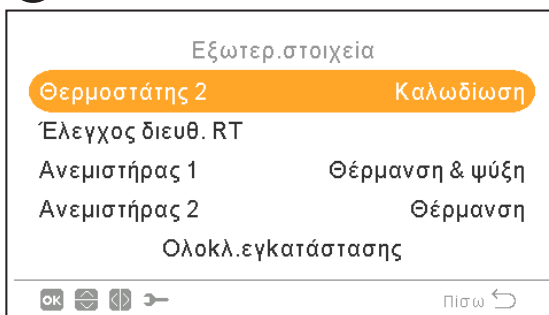 Εξωτερ.στοιχεία
Θερμοστάτης 2 Καλωδίωση
Έλεγχος διευθ. RT
Ανεμιστήρας 1 Θέρμανση & ψύξη
Ανεμιστήρας 2 Θέρμανση
Ολοκλ.εγκατάστασης
OK Πίσω